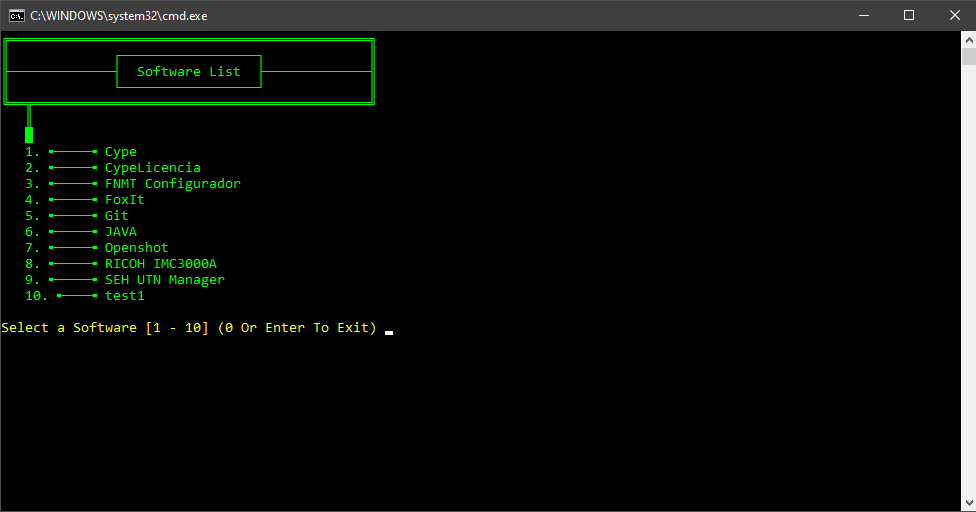 C:\WINDOWS\system32\cmd.exe
Software List
1. Cype
2. CypeLicencia
3. FNMT Configurador
4. FoxIt
5. Git
6. JAVA
7. Openshot
8. RICOH IMC3000A
9. SEH UTN Manager
10. test1
Select a Software [1 - 10] (0 Or Enter To Exit)